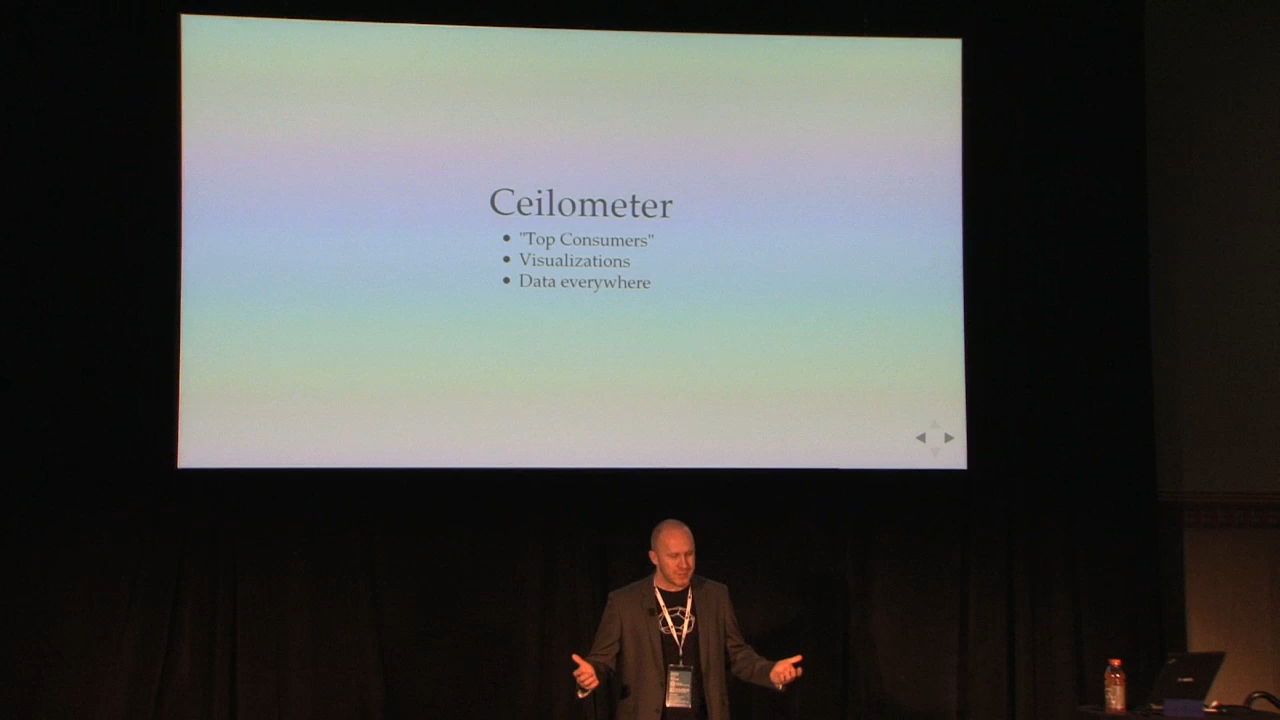 Ceilometer
• "Top Consumers"
• Visualizations
• Data everywhere